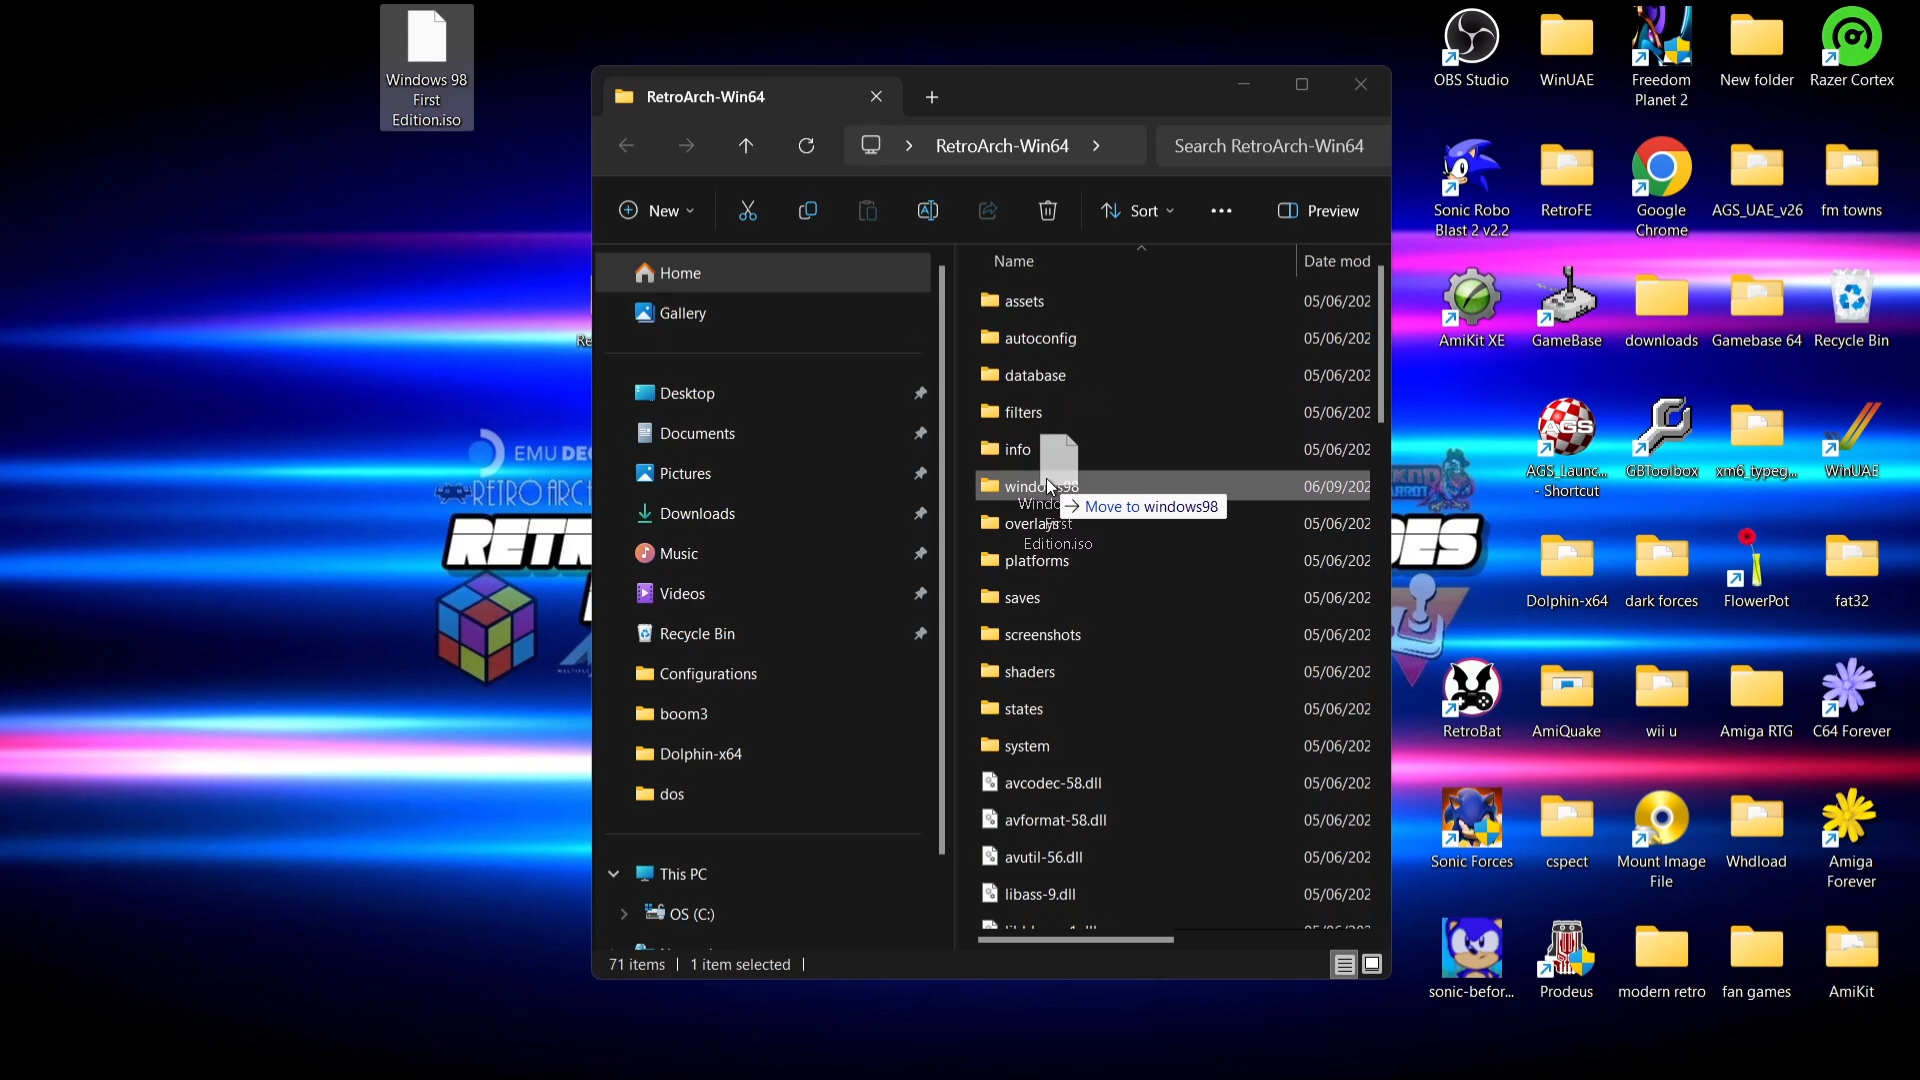 Windows 98
First
Edition.iso
RetroArch-Win64
RetroArch-Win64
Search RetroArch-Win64
New
Sort
Preview
Home
Gallery
Desktop
Documents
Pictures
Downloads
Music
Videos
Recycle Bin
Configurations
boom3
Dolphin-x64
dos
This PC
OS (C:)
Name
Date mod
assets
05/06/202
autoconfig
05/06/202
database
05/06/202
filters
05/06/202
info
05/06/202
windows98
06/09/202
Move to windows98
overlays
05/06/202
Edition.iso
platforms
05/06/202
saves
05/06/202
screenshots
05/06/202
shaders
05/06/202
states
05/06/202
system
05/06/202
avcodec-58.dll
05/06/202
avformat-58.dll
05/06/202
avutil-56.dll
05/06/202
libass-9.dll
05/06/202
71 items
1 item selected
EMU DE
RETRO ARC
RETR
DES
OBS Studio
WinUAE
Freedom
Planet 2
New folder
Razer Cortex
Sonic Robo
Blast 2 v2.2
RetroFE
Google
Chrome
AGS_UAE_v26
fm towns
AmiKit XE
GameBase
downloads
Gamebase 64
Recycle Bin
AGS
AGS_Launc...
- Shortcut
GBToolbox
xm6_typeg...
WinUAE
Dolphin-x64
dark forces
FlowerPot
fat32
RetroBat
AmiQuake
wii u
Amiga RTG
C64 Forever
Sonic Forces
cspect
Mount Image
File
Whdload
Amiga
Forever
sonic-befor...
Prodeus
modern retro
fan games
AmiKit